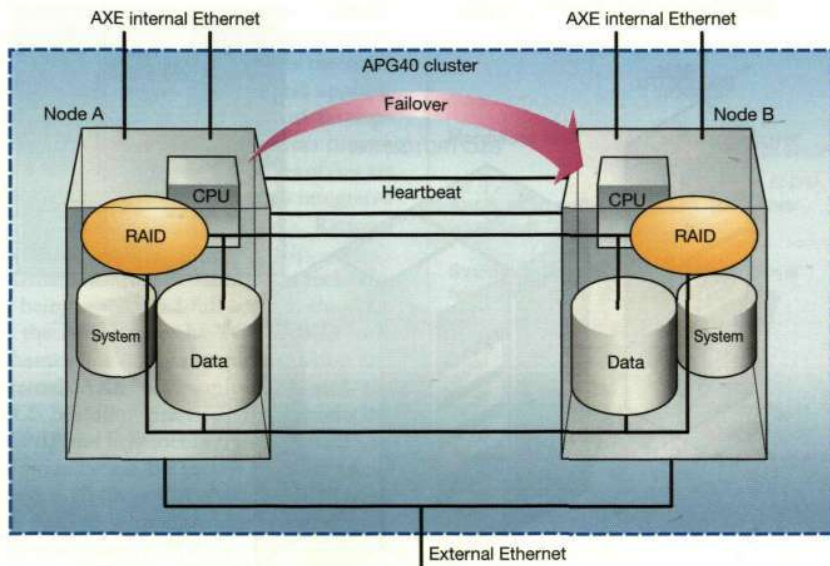 AXE internal Ethernet
AXE internal Ethernet
APG40 cluster
Node A
Failover
Node B
CPU
Heartbeat
CPU
RAID
RAID
System
Data
Data
System
External Ethernet